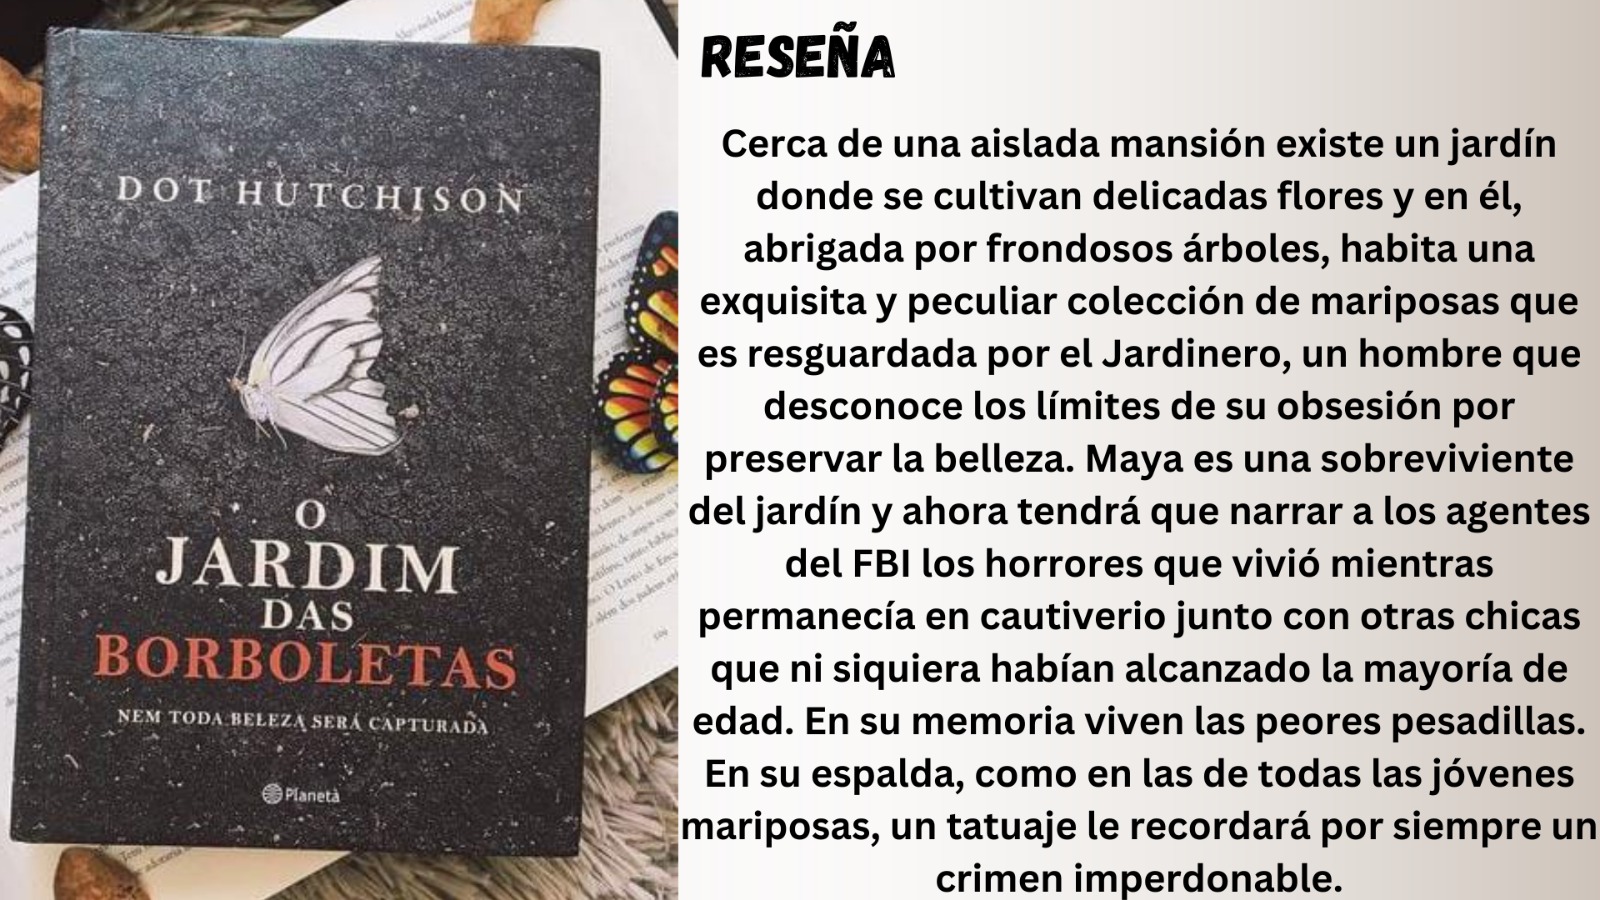 DOT HUTCHISON
O
JARDIM
DAS
BORBOLETAS
NEM TODA BELEZA SERÁ CAPTURADA
Planeta
RESEÑA
Cerca de una aislada mansión existe un jardín
donde se cultivan delicadas flores y en él,
abrigada por frondosos árboles, habita una
exquisita y peculiar colección de mariposas que
es resguardada por el Jardinero, un hombre que
desconoce los límites de su obsesión por
preservar la belleza. Maya es una sobreviviente
del jardín y ahora tendrá que narrar a los agentes
del FBI los horrores que vivió mientras
permanecía en cautiverio junto con otras chicas
que ni siquiera habían alcanzado la mayoría de
edad. En su memoria viven las peores pesadillas.
En su espalda, como en las de todas las jóvenes
mariposas, un tatuaje le recordará por siempre un
crimen imperdonable.